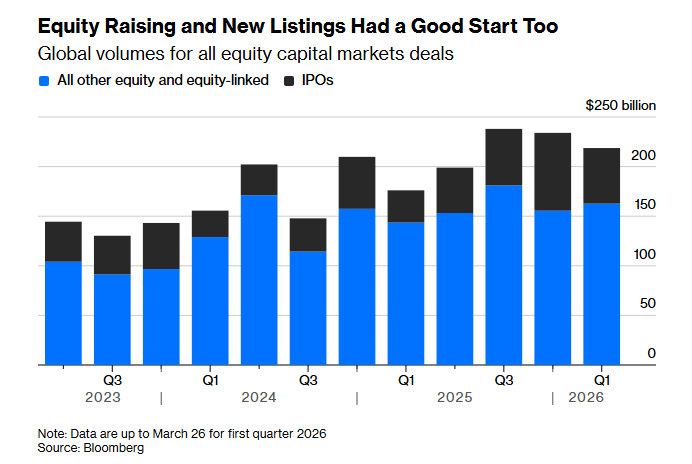 Equity Raising and New Listings Had a Good Start Too
Global volumes for all equity capital markets deals
All other equity and equity-linked IPOs
$250 billion
200
150
100
50
0
Q3 Q1 Q3 Q1 Q3 Q1
2023 | 2024 | 2025 | 2026
Note: Data are up to March 26 for first quarter 2026
Source: Bloomberg